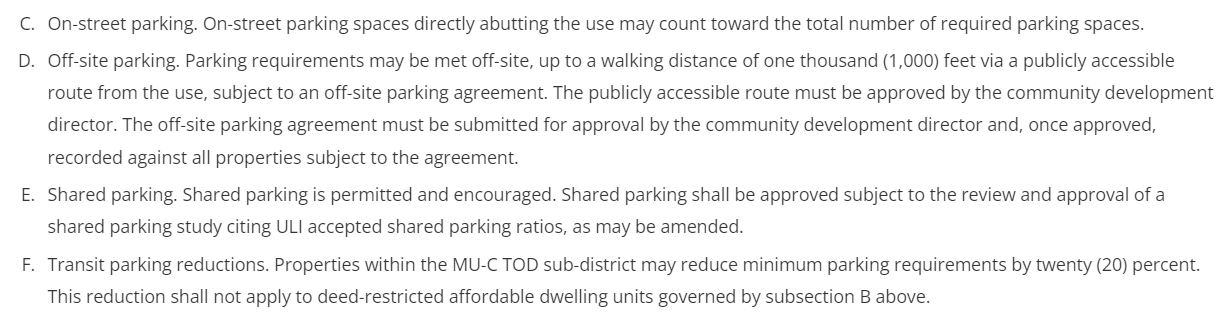 C. On-street parking. On-street parking spaces directly abutting the use may count toward the total number of required parking spaces.
D. Off-site parking. Parking requirements may be met off-site, up to a walking distance of one thousand (1,000) feet via a publicly accessible
route from the use, subject to an off-site parking agreement. The publicly accessible route must be approved by the community development
director. The off-site parking agreement must be submitted for approval by the community development director and, once approved,
recorded against all properties subject to the agreement.
E. Shared parking. Shared parking is permitted and encouraged. Shared parking shall be approved subject to the review and approval of a
shared parking study citing ULI accepted shared parking ratios, as may be amended.
F. Transit parking reductions. Properties within the MU-C TOD sub-district may reduce minimum parking requirements by twenty (20) percent.
This reduction shall not apply to deed-restricted affordable dwelling units governed by subsection B above.